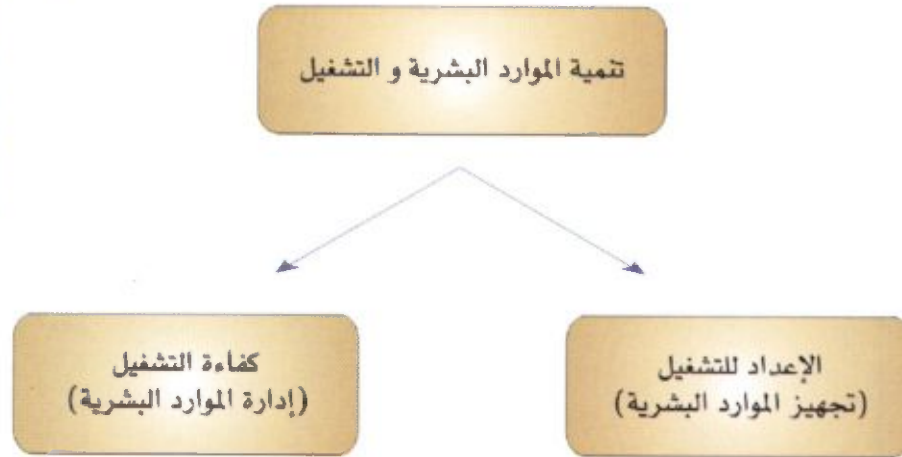 تنمية الموارد البشرية و التشغيل
الإعداد للتشغيل
(تجهيز الموارد البشرية)
كفاءة التشغيل
(إدارة الموارد البشرية)